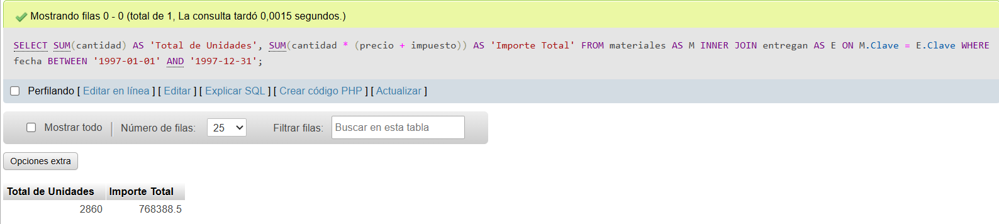 Mostrando filas 0 - 0 (total de 1, La consulta tardó 0,0015 segundos.)
SELECT SUM(cantidad) AS 'Total de Unidades', SUM(cantidad * (precio + impuesto)) AS 'Importe Total' FROM materiales AS M INNER JOIN entregan AS E ON M.Clave = E.Clave WHERE
fecha BETWEEN '1997-01-01' AND '1997-12-31';
Perfilando [ Editar en línea ] [ Editar ] [ Explicar SQL ] [ Crear código PHP ] [ Actualizar ]
Mostrar todo | Número de filas: 25 Filtrar filas: Buscar en esta tabla
Opciones extra
Total de Unidades Importe Total
2860 768388.5